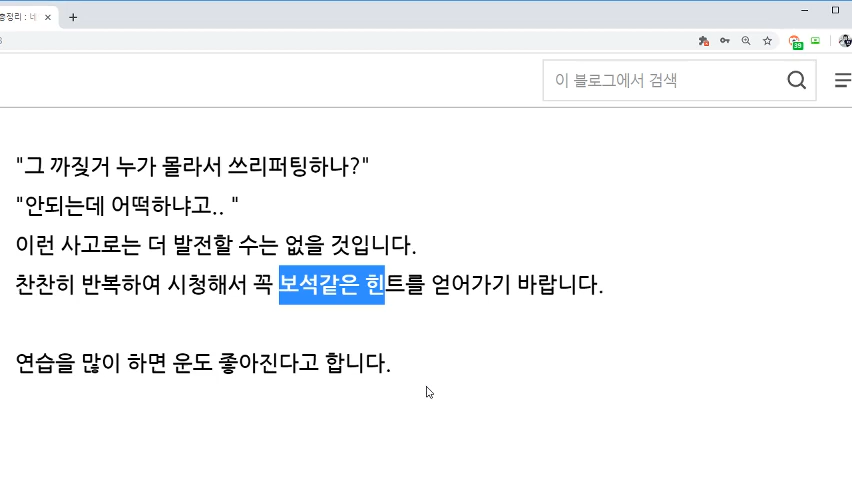 이 블로그에서 검색
"그 까짖거 누가 몰라서 쓰리퍼팅하나?"
"안되는데 어떡하냐고.. "
이런 사고로는 더 발전할 수는 없을 것입니다.
찬찬히 반복하여 시청해서 꼭 보석같은 힌트를 얻어가기 바랍니다.
연습을 많이 하면 운도 좋아진다고 합니다.